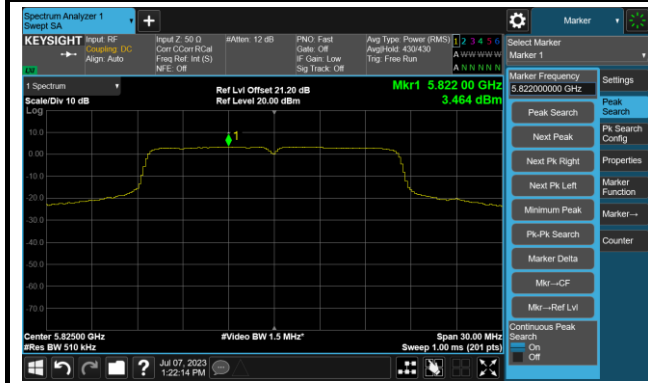 Spectrum Analyzer 1
Swept SA
Marker
KEYSIGHT Input: RF
Coupling: DC
Align: Auto
Input Z: 50 Ω
Corr CCorr RCal
Freq Ref: Int (S)
NFE: Off
#Atten: 12 dB
PNO: Fast
Gate: Off
IF Gain: Low
Sig Track: Off
Avg Type: Power (RMS)
Avg|Hold: 430/430
Trig: Free Run
1 2 3 4 5 6
A W W W W W
A N N N N N
Select Marker
Marker 1
LXI
1 Spectrum
Scale/Div 10 dB
Ref Lvl Offset 21.20 dB
Ref Level 20.00 dBm
Mkr1 5.822 00 GHz
3.464 dBm
Log
10.0
0.00
-10.0
-20.0
-30.0
-40.0
-50.0
-60.0
-70.0
1
Center 5.82500 GHz
#Res BW 510 kHz
#Video BW 1.5 MHz*
Span 30.00 MHz
Sweep 1.00 ms (201 pts)
Jul 07, 2023
1:22:14 PM
Marker Frequency
5.822000000 GHz
Peak Search
Next Peak
Next Pk Right
Next Pk Left
Minimum Peak
Pk-Pk Search
Marker Delta
Mkr→CF
Mkr→Ref Lvl
Continuous Peak
Search
On
Off
Settings
Peak
Search
Pk Search
Config
Properties
Marker
Function
Marker→
Counter